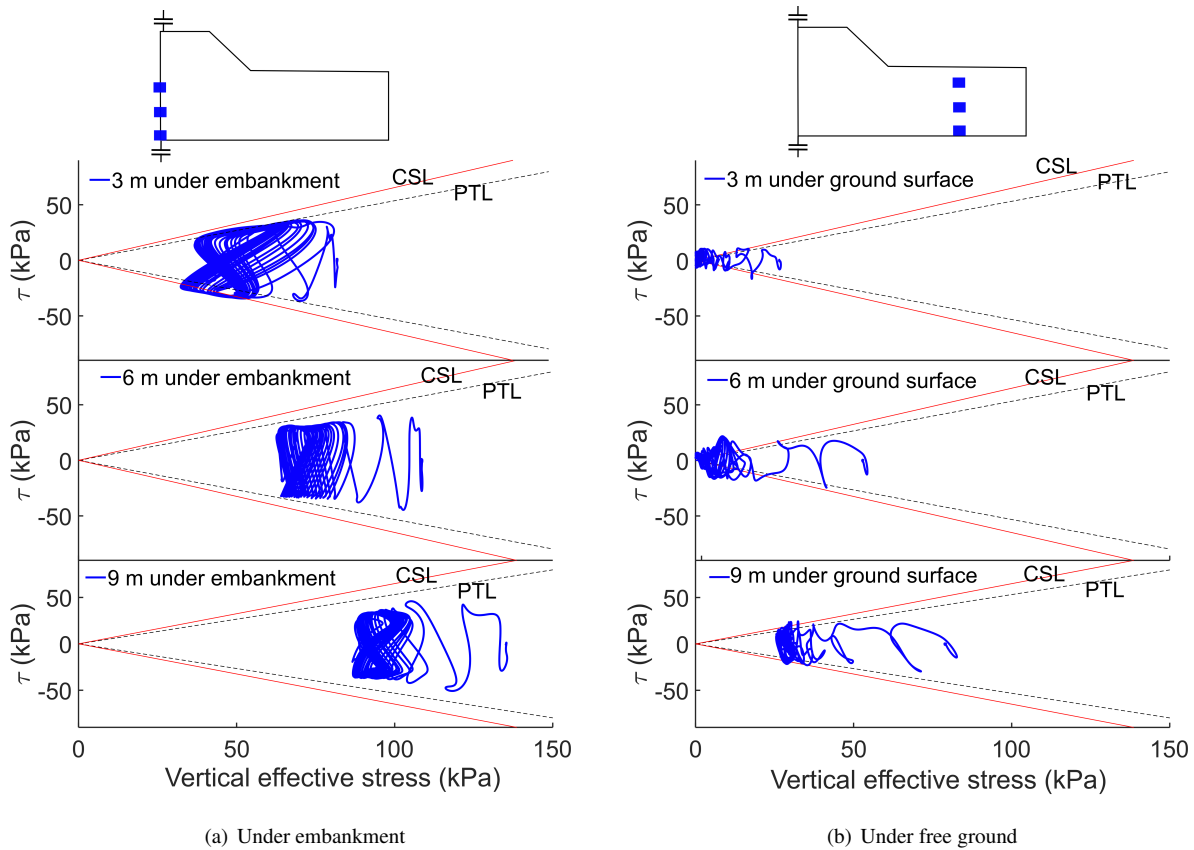 3 m under embankment
CSL
PTL
50
0
-50
τ (kPa)
6 m under embankment
CSL
PTL
50
0
-50
τ (kPa)
9 m under embankment
CSL
PTL
50
0
-50
τ (kPa)
0 50 100 150
Vertical effective stress (kPa)
(a) Under embankment
3 m under ground surface
CSL
PTL
50
0
-50
τ (kPa)
6 m under ground surface
CSL
PTL
50
0
-50
τ (kPa)
9 m under ground surface
CSL
PTL
50
0
-50
τ (kPa)
0 50 100 150
Vertical effective stress (kPa)
(b) Under free ground